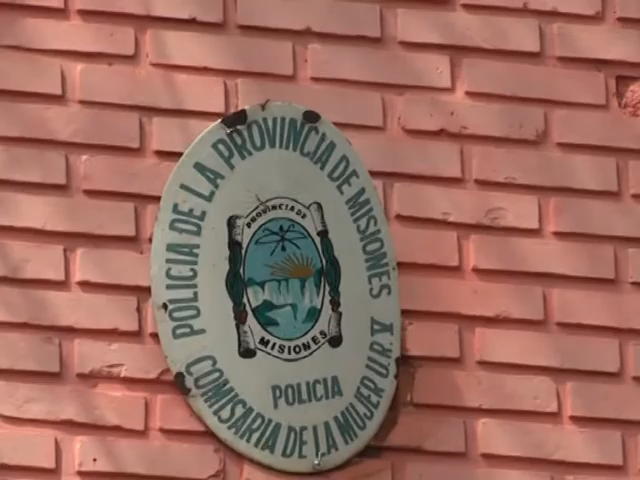 POLICIA DE LA PROVINCIA DE MISIONES
PROVINCIA DE
MISIONES
POLICIA
COMISARIA DE LA MUJER U.R. V